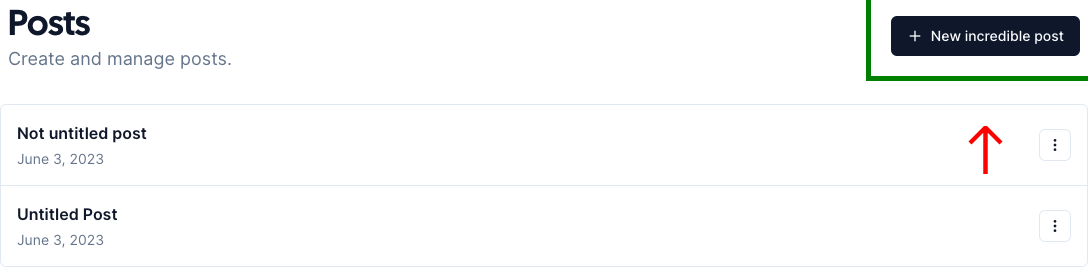 Posts
Create and manage posts.
+ New incredible post
Not untitled post
June 3, 2023
Untitled Post
June 3, 2023